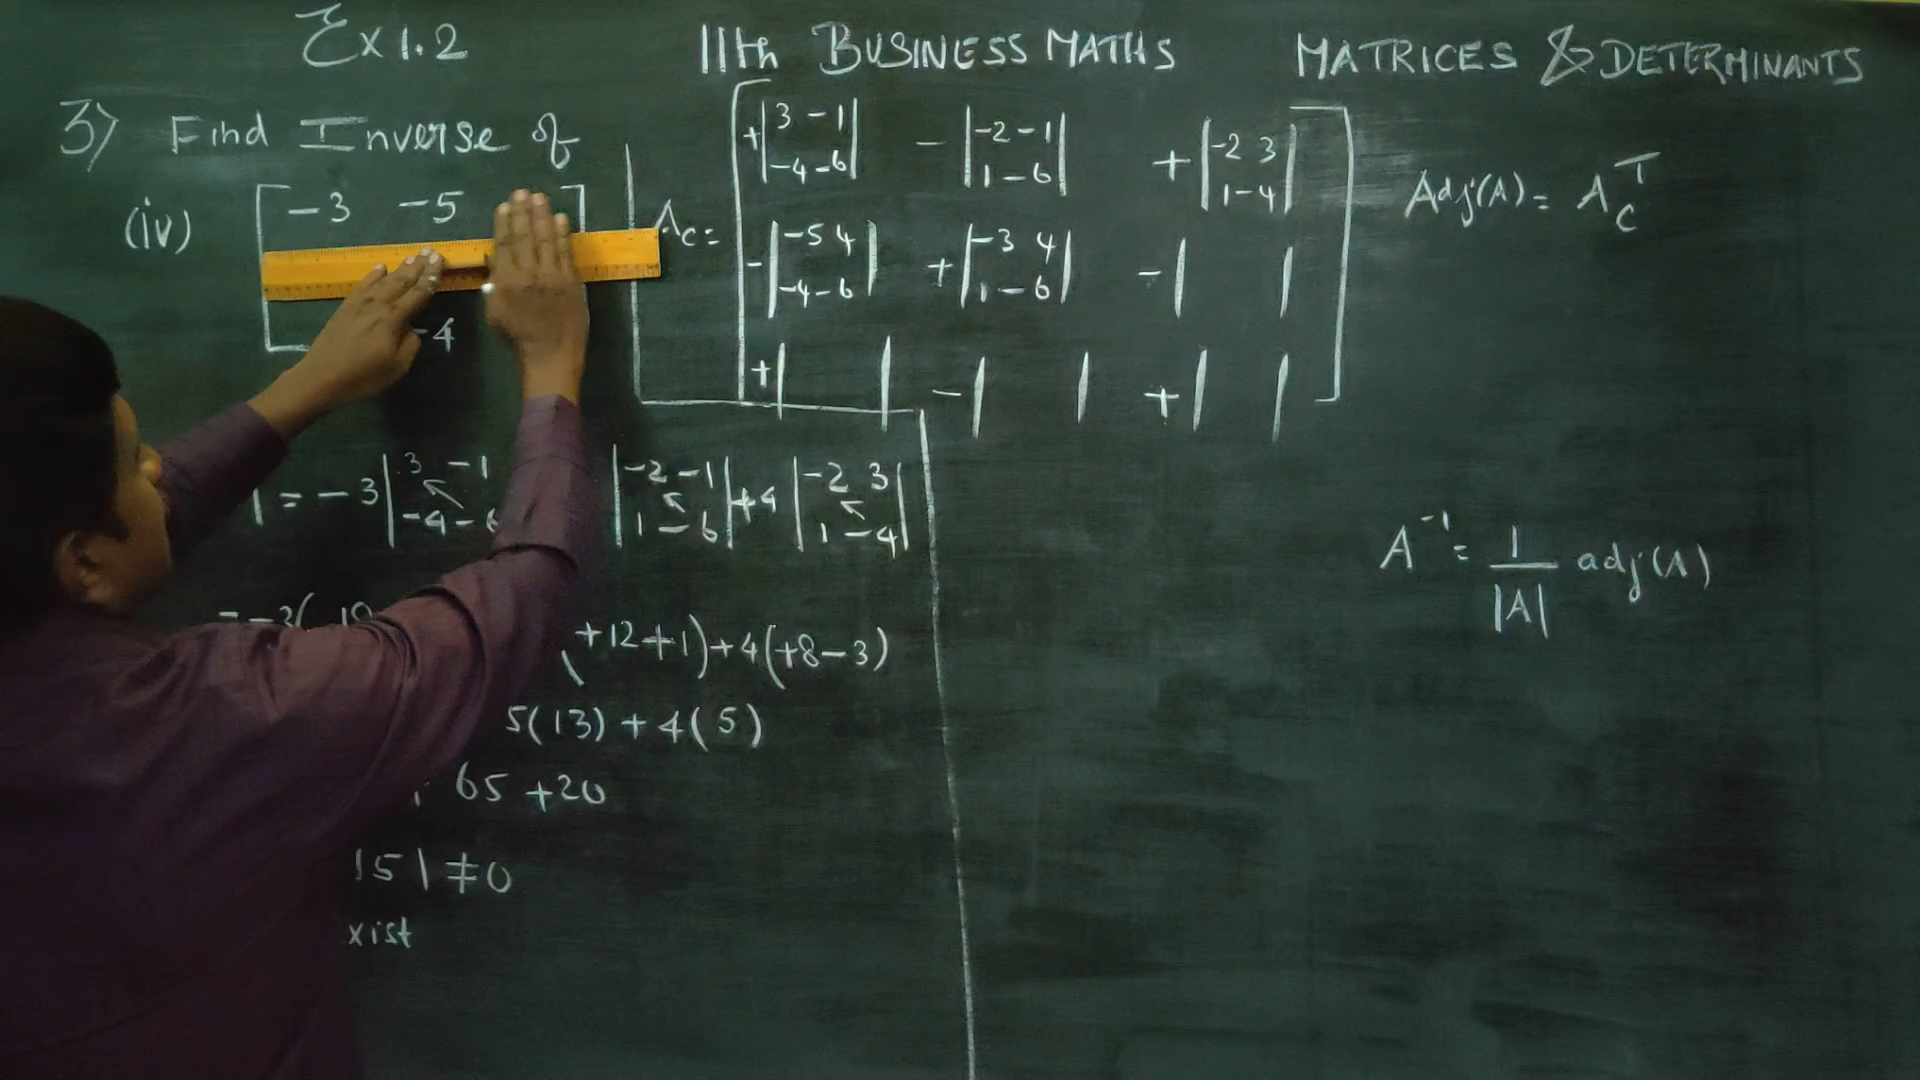 Ex 1.2 11th BUSINESS MATHS MATRICES & DETERMINANTS
3) Find Inverse of
(iv) -3 -5
-4
Ac = +|3 -1| -|-2 -1| +|-2 3|
|-4 -6| |1 -6| |1 -4|
-|-5 4| +|-3 4| -| |
|-4 -6| |1 -6|
+| | -| | +| |
Adj(A) = Ac^T
| = -3|3 -1| |-2 -1| +4 |-2 3|
|-4 -6| |1 -6| |1 -4|
= -3( +12+1)+4(+8-3)
5(13) + 4(5)
65 +20
151 ≠0
xist
A^-1 = 1/|A| adj(A)